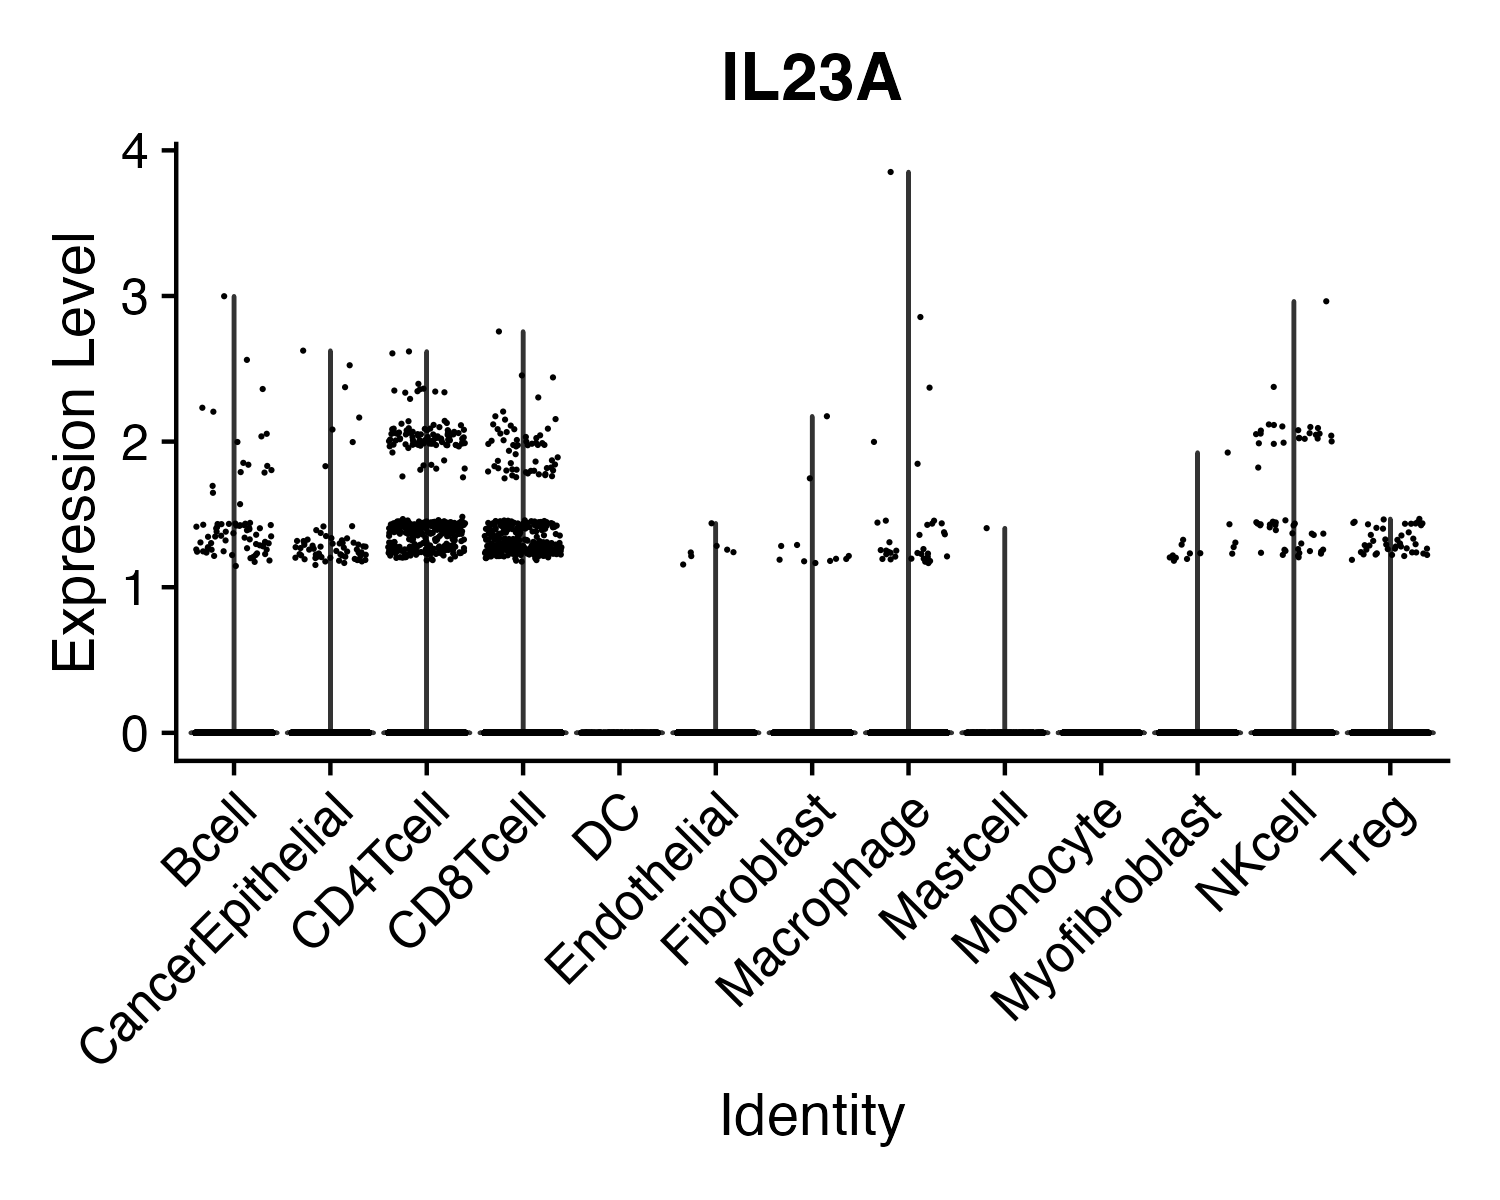 IL23A
Expression Level
4
3
2
1
0
Bcell
CancerEpithelial
CD4Tcell
CD8Tcell
DC
Endothelial
Fibroblast
Macrophage
Mastcell
Monocyte
Myofibroblast
NKcell
Treg
Identity